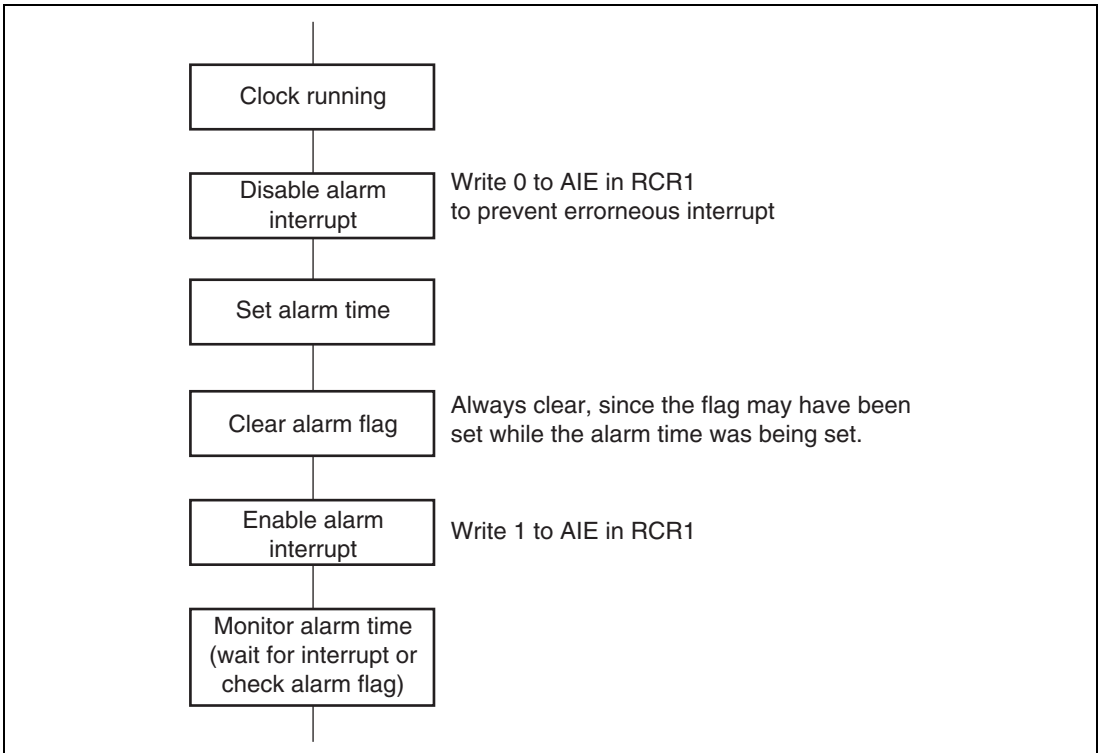 Clock running
Disable alarm
interrupt
Write 0 to AIE in RCR1
to prevent errorneous interrupt
Set alarm time
Clear alarm flag
Always clear, since the flag may have been
set while the alarm time was being set.
Enable alarm
interrupt
Write 1 to AIE in RCR1
Monitor alarm time
(wait for interrupt or
check alarm flag)